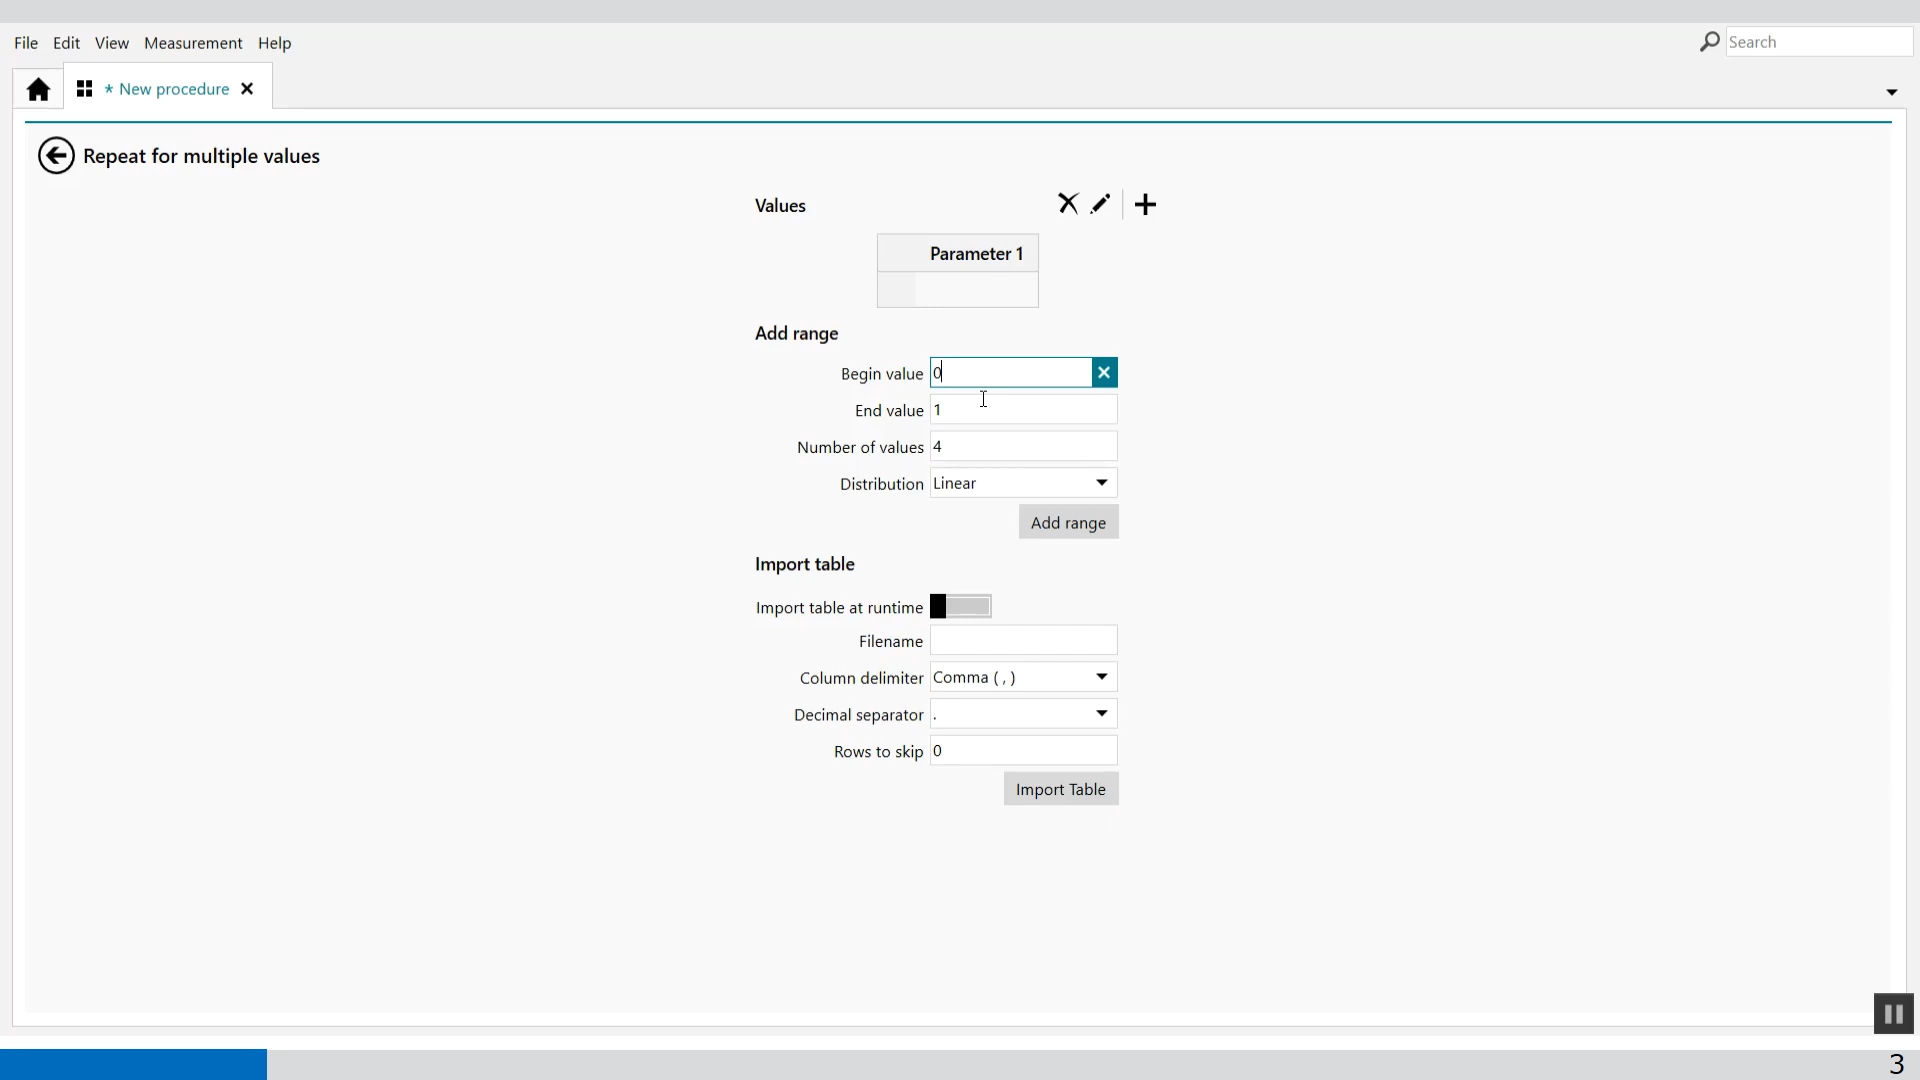 File Edit View Measurement Help Search
* New procedure
Repeat for multiple values
Values
Parameter 1
Add range
Begin value 0
End value 1
Number of values 4
Distribution Linear
Add range
Import table
Import table at runtime
Filename
Column delimiter Comma ( , )
Decimal separator .
Rows to skip 0
Import Table
3